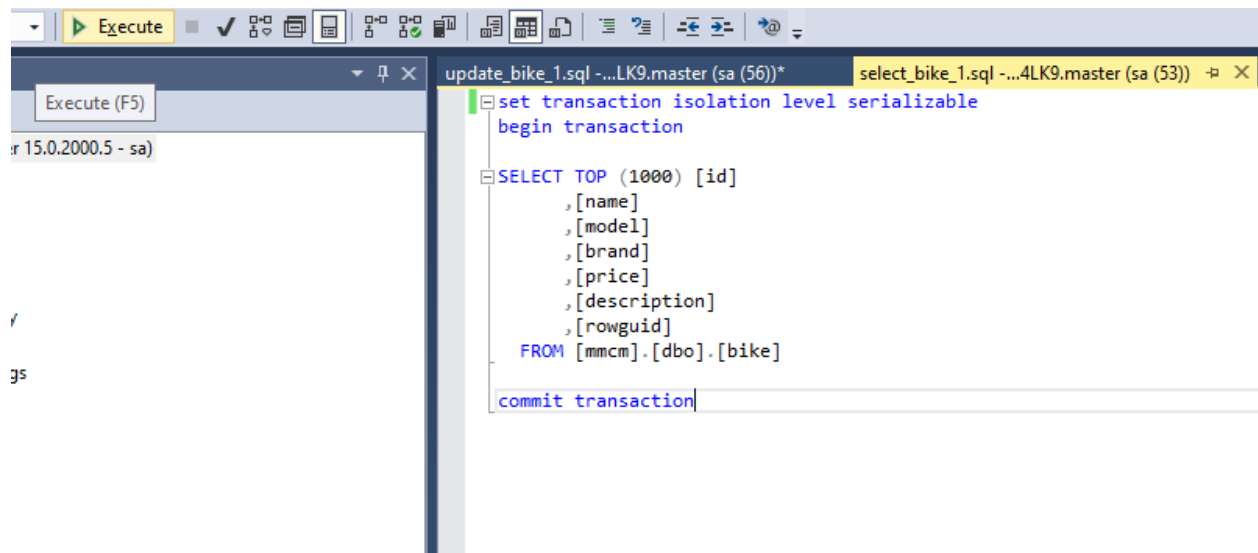 Execute
Execute (F5)
r 15.0.2000.5 - sa)
y
gs
update_bike_1.sql -...LK9.master (sa (56))*
select_bike_1.sql -...4LK9.master (sa (53))
set transaction isolation level serializable
begin transaction
SELECT TOP (1000) [id]
,[name]
,[model]
,[brand]
,[price]
,[description]
,[rowguid]
FROM [mmcm].[dbo].[bike]
commit transaction